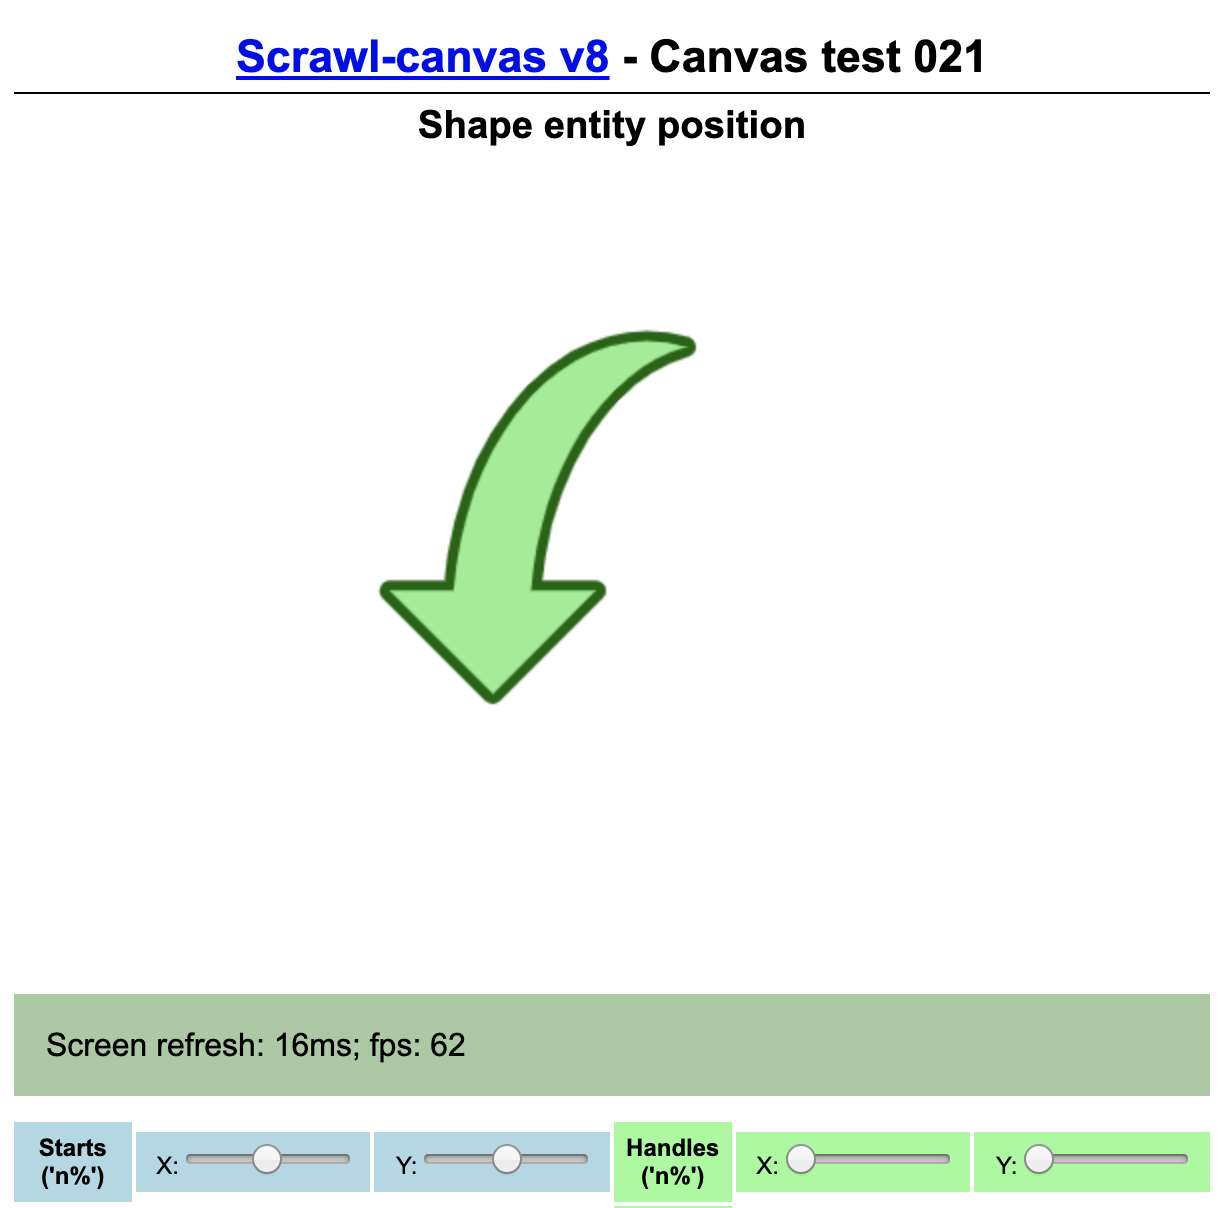 Scrawl-canvas v8 - Canvas test 021
Shape entity position
Screen refresh: 16ms; fps: 62
Starts
('n%')
X:
Y:
Handles
('n%')
X:
Y: